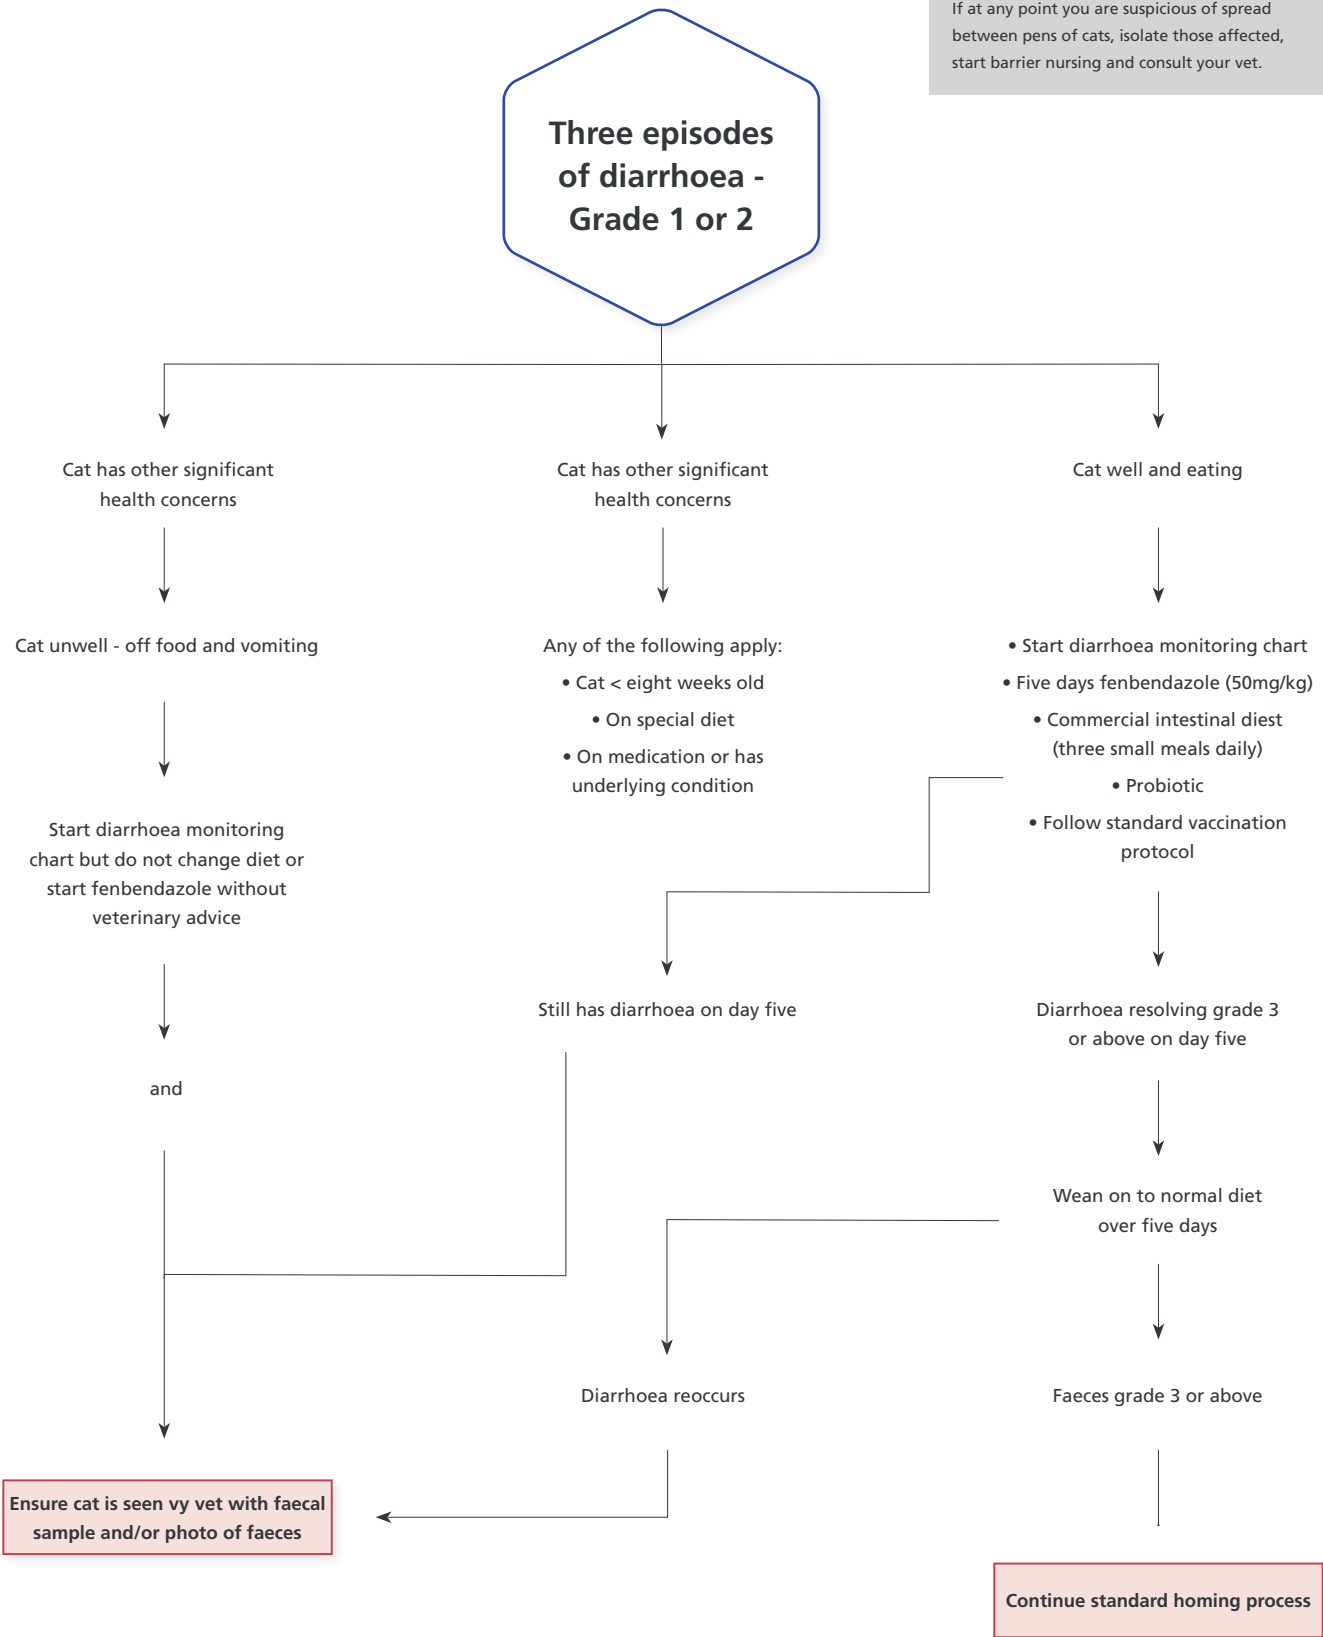 If at any point you are suspicious of spread
between pens of cats, isolate those affected,
start barrier nursing and consult your vet.
Three episodes
of diarrhoea -
Grade 1 or 2
Cat has other significant
health concerns
Cat has other significant
health concerns
Cat well and eating
Cat unwell - off food and vomiting
Any of the following apply:
• Cat < eight weeks old
• On special diet
• On medication or has
underlying condition
• Start diarrhoea monitoring chart
• Five days fenbendazole (50mg/kg)
• Commercial intestinal diest
(three small meals daily)
• Probiotic
• Follow standard vaccination
protocol
Start diarrhoea monitoring
chart but do not change diet or
start fenbendazole without
veterinary advice
Still has diarrhoea on day five
Diarrhoea resolving grade 3
or above on day five
and
Wean on to normal diet
over five days
Diarrhoea reoccurs
Faeces grade 3 or above
Ensure cat is seen vy vet with faecal
sample and/or photo of faeces
Continue standard homing process